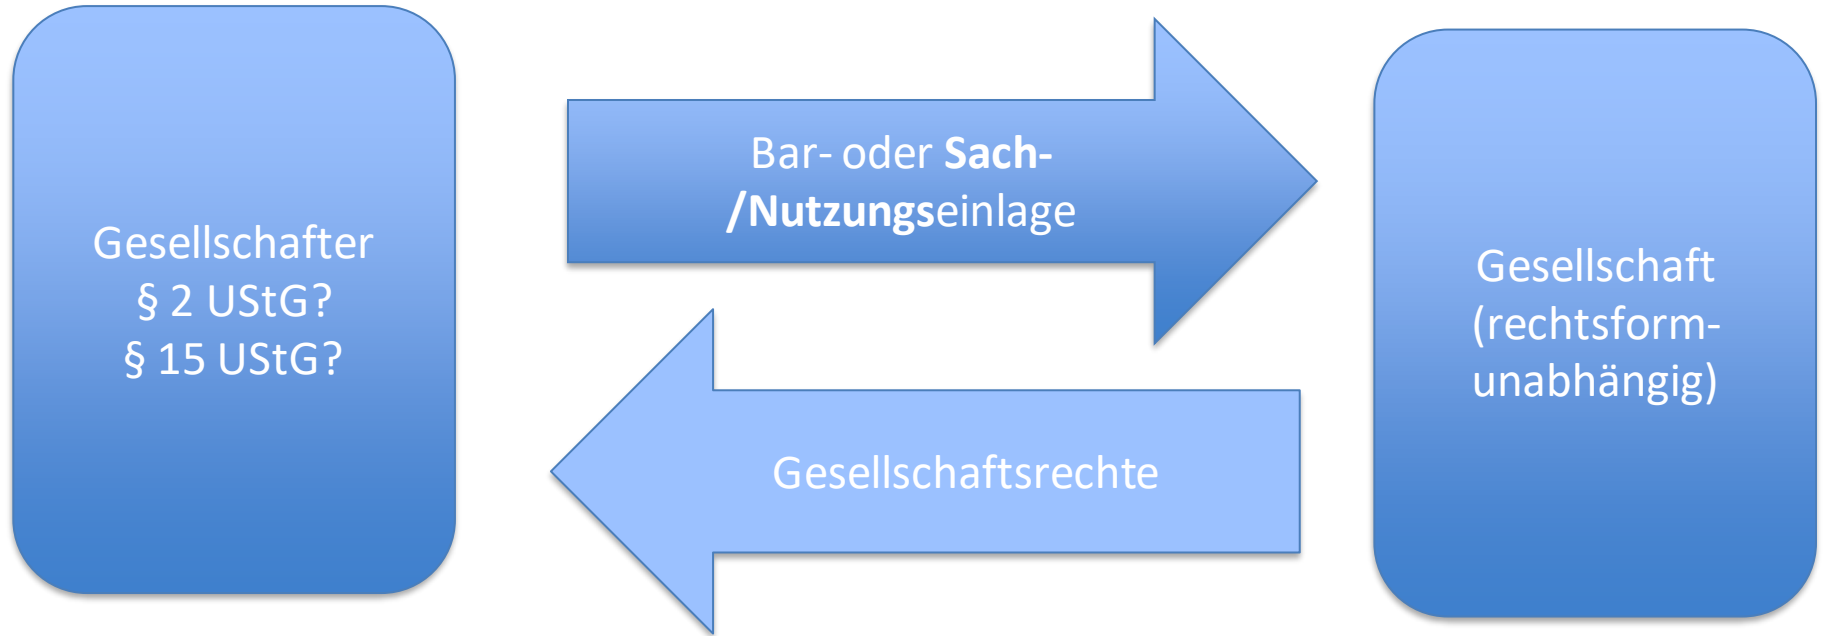 Gesellschafter
§ 2 UStG?
§ 15 UStG?
Bar- oder Sach-
/Nutzungseinlage
Gesellschaftsrechte
Gesellschaft
(rechtsform-
unabhängig)